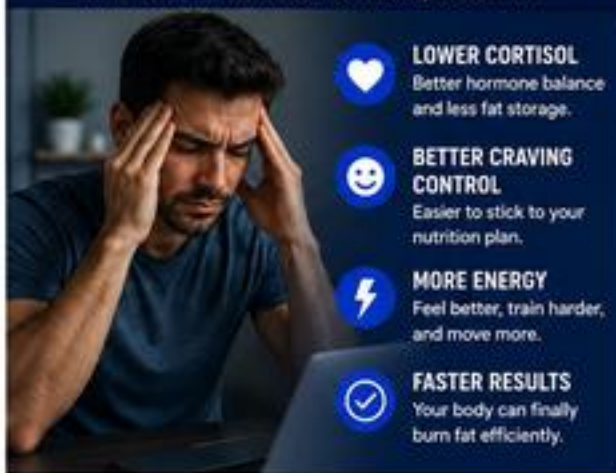 LOWER CORTISOL
Better hormone balance
and less fat storage.
BETTER CRAVING
CONTROL
Easier to stick to your
nutrition plan.
MORE ENERGY
Feel better, train harder,
and move more.
FASTER RESULTS
Your body can finally
burn fat efficiently.